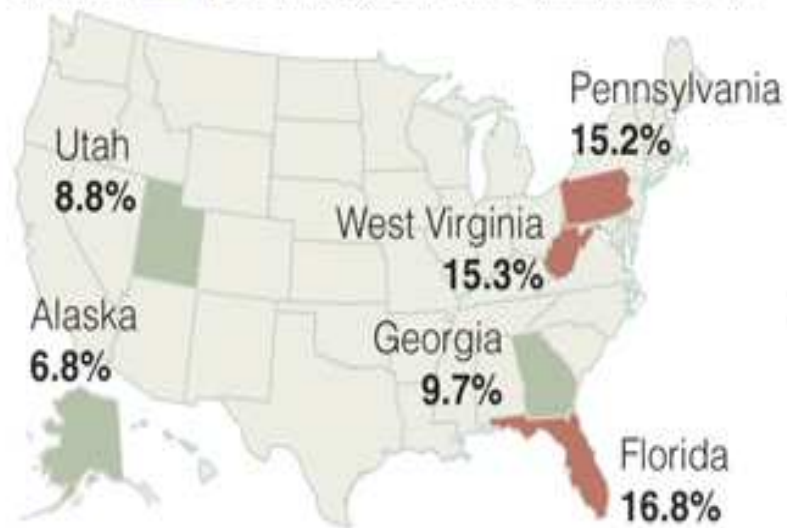 Pennsylvania
15.2%
Utah
8.8%
West Virginia
15.3%
Alaska
6.8%
Georgia
9.7%
Florida
16.8%